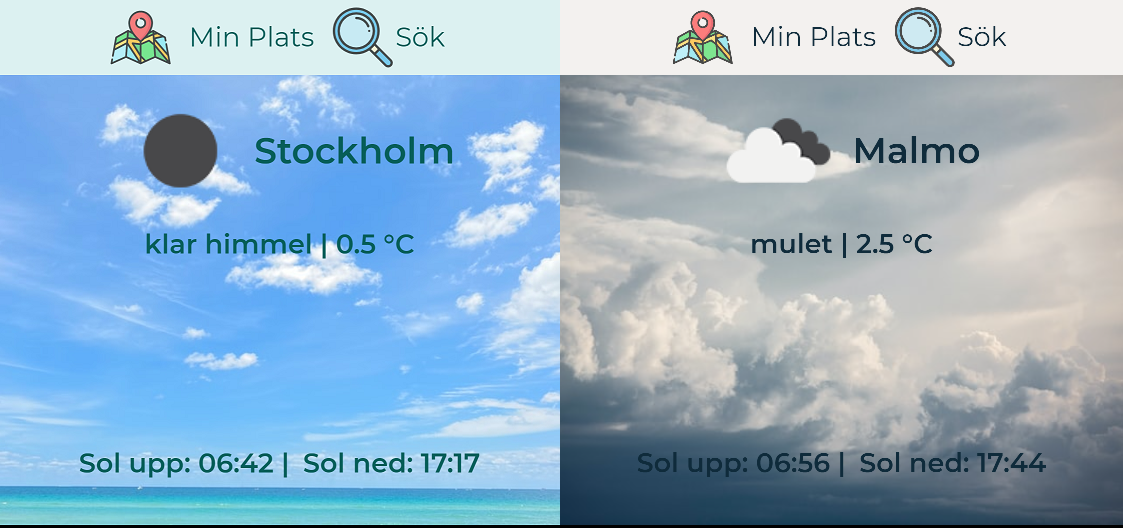 Min Plats Sök
Stockholm
klar himmel | 0.5 °C
Sol upp: 06:42 | Sol ned: 17:17
Min Plats Sök
Malmo
mulet | 2.5 °C
Sol upp: 06:56 | Sol ned: 17:44